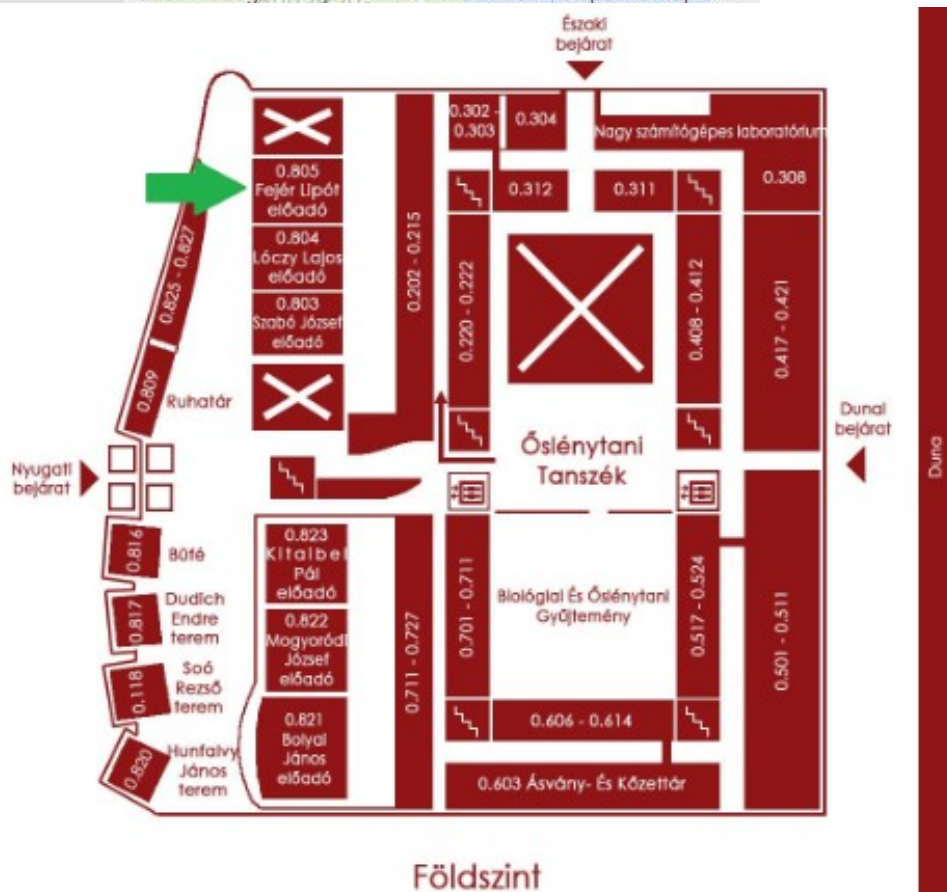 Északi
bejárat
0.302 -
0.303
0.304
Nagy számítógépes laboratórium
0.805
Fejér Lipót
előadó
0.312
0.311
0.308
0.804
Lóczy Lajos
előadó
0.803
Szabó József
előadó
0.825 - 0.827
0.202 - 0.215
0.220 - 0.222
0.408 - 0.412
0.417 - 0.421
0.809
Ruhatár
Dunai
bejárat
Duna
Őslénytani
Tanszék
Nyugati
bejárat
0.816
Büfé
0.823
Kitaibel
Pál
előadó
0.701 - 0.711
Biológiai És Őslénytani
Gyűjtemény
0.517 - 0.524
0.501 - 0.511
0.817
Dudich
Endre
terem
0.822
Mogyoródi
József
előadó
0.711 - 0.727
0.118
Soó
Rezső
terem
0.821
Bolyai
János
előadó
0.606 - 0.614
0.820
Hunfalvy
János
terem
0.603 Ásvány- És Kőzettár
Földszint